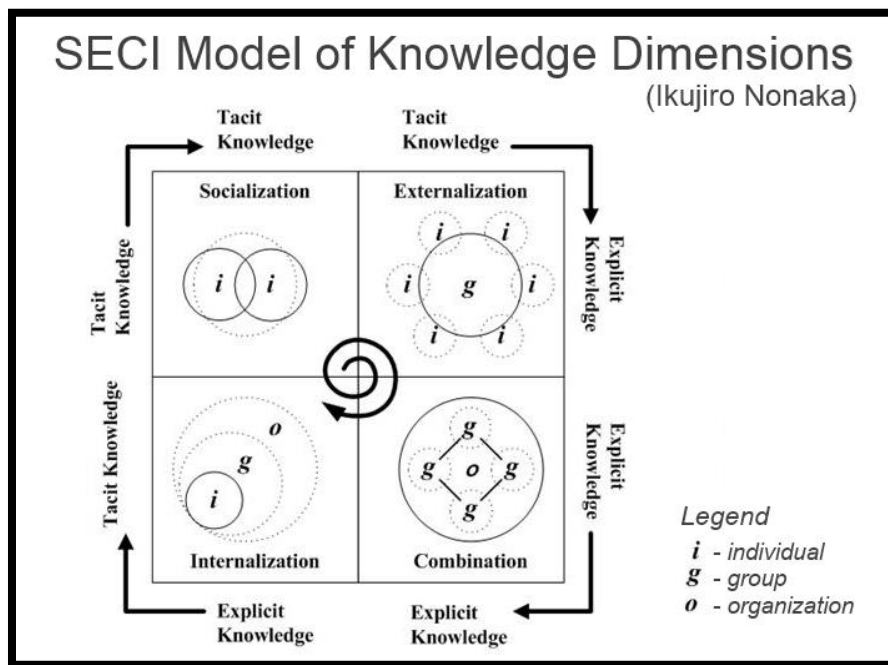 SECI Model of Knowledge Dimensions
(Ikujiro Nonaka)
Tacit
Knowledge
Tacit
Knowledge
Socialization
Externalization
i
i
i
i
i
g
i
i
i
Tacit
Knowledge
Explicit
Knowledge
Tacit Knowledge
Explicit
Knowledge
o
g
i
g
g
o
g
g
Internalization
Combination
Explicit
Knowledge
Explicit
Knowledge
Legend
i - individual
g - group
o - organization